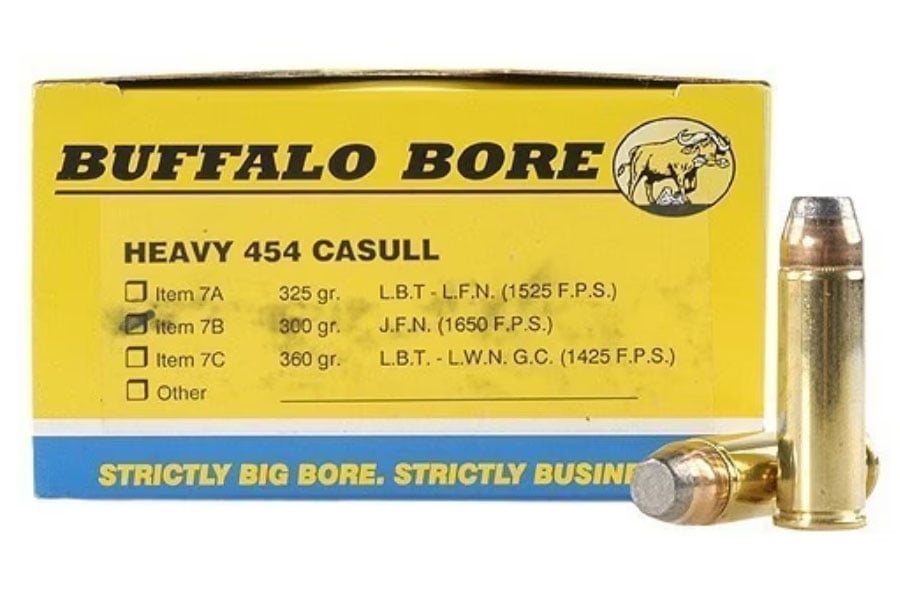 BUFFALO BORE
HEAVY 454 CASULL
Item 7A 325 gr. L.B.T - L.F.N. (1525 F.P.S.)
Item 7B 300 gr. J.F.N. (1650 F.P.S.)
Item 7C 360 gr. L.B.T. - L.W.N. G.C. (1425 F.P.S.)
Other
STRICTLY BIG BORE. STRICTLY BUSINE